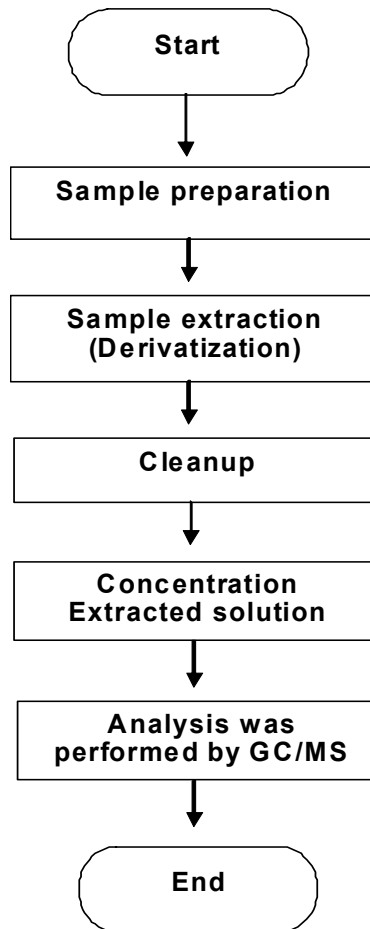 Start
Sample preparation
Sample extraction
(Derivatization)
Cleanup
Concentration
Extracted solution
Analysis was
performed by GC/MS
End